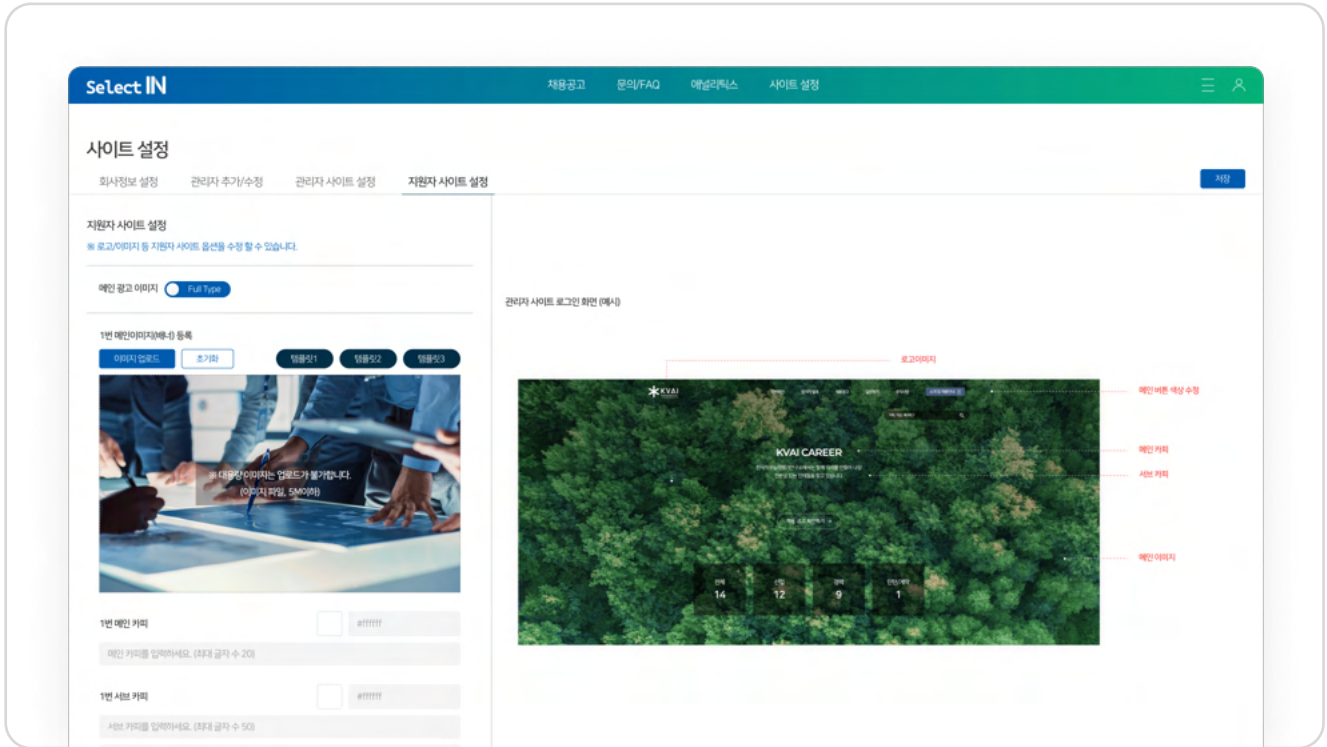 Select IN
채용공고 문의/FAQ 애널리틱스 사이트 설정
사이트 설정
회사정보 설정 관리자 추가/수정 관리자 사이트 설정 지원자 사이트 설정
저장
지원자 사이트 설정
※ 로고/이미지 등 지원자 사이트 옵션을 수정 할 수 있습니다.
메인 광고 이미지 Full Type
1번 메인이미지(배너) 등록
이미지 업로드 초기화 템플릿1 템플릿2 템플릿3
※ 대용량 이미지는 업로드가 불가합니다.
(이미지 파일, 5M이하)
1번 메인 카피 #ffffff
메인 카피를 입력하세요. (최대 글자 수 20)
1번 서브 카피 #ffffff
서브 카피를 입력하세요. (최대 글자 수 50)
관리자 사이트 로그인 화면 (예시)
로고이미지
KVAI
메인 버튼 색상 수정
KVAI CAREER
메인 카피
서브 카피
메인 이미지
전체 신입 경력 인턴/계약
14 12 9 1